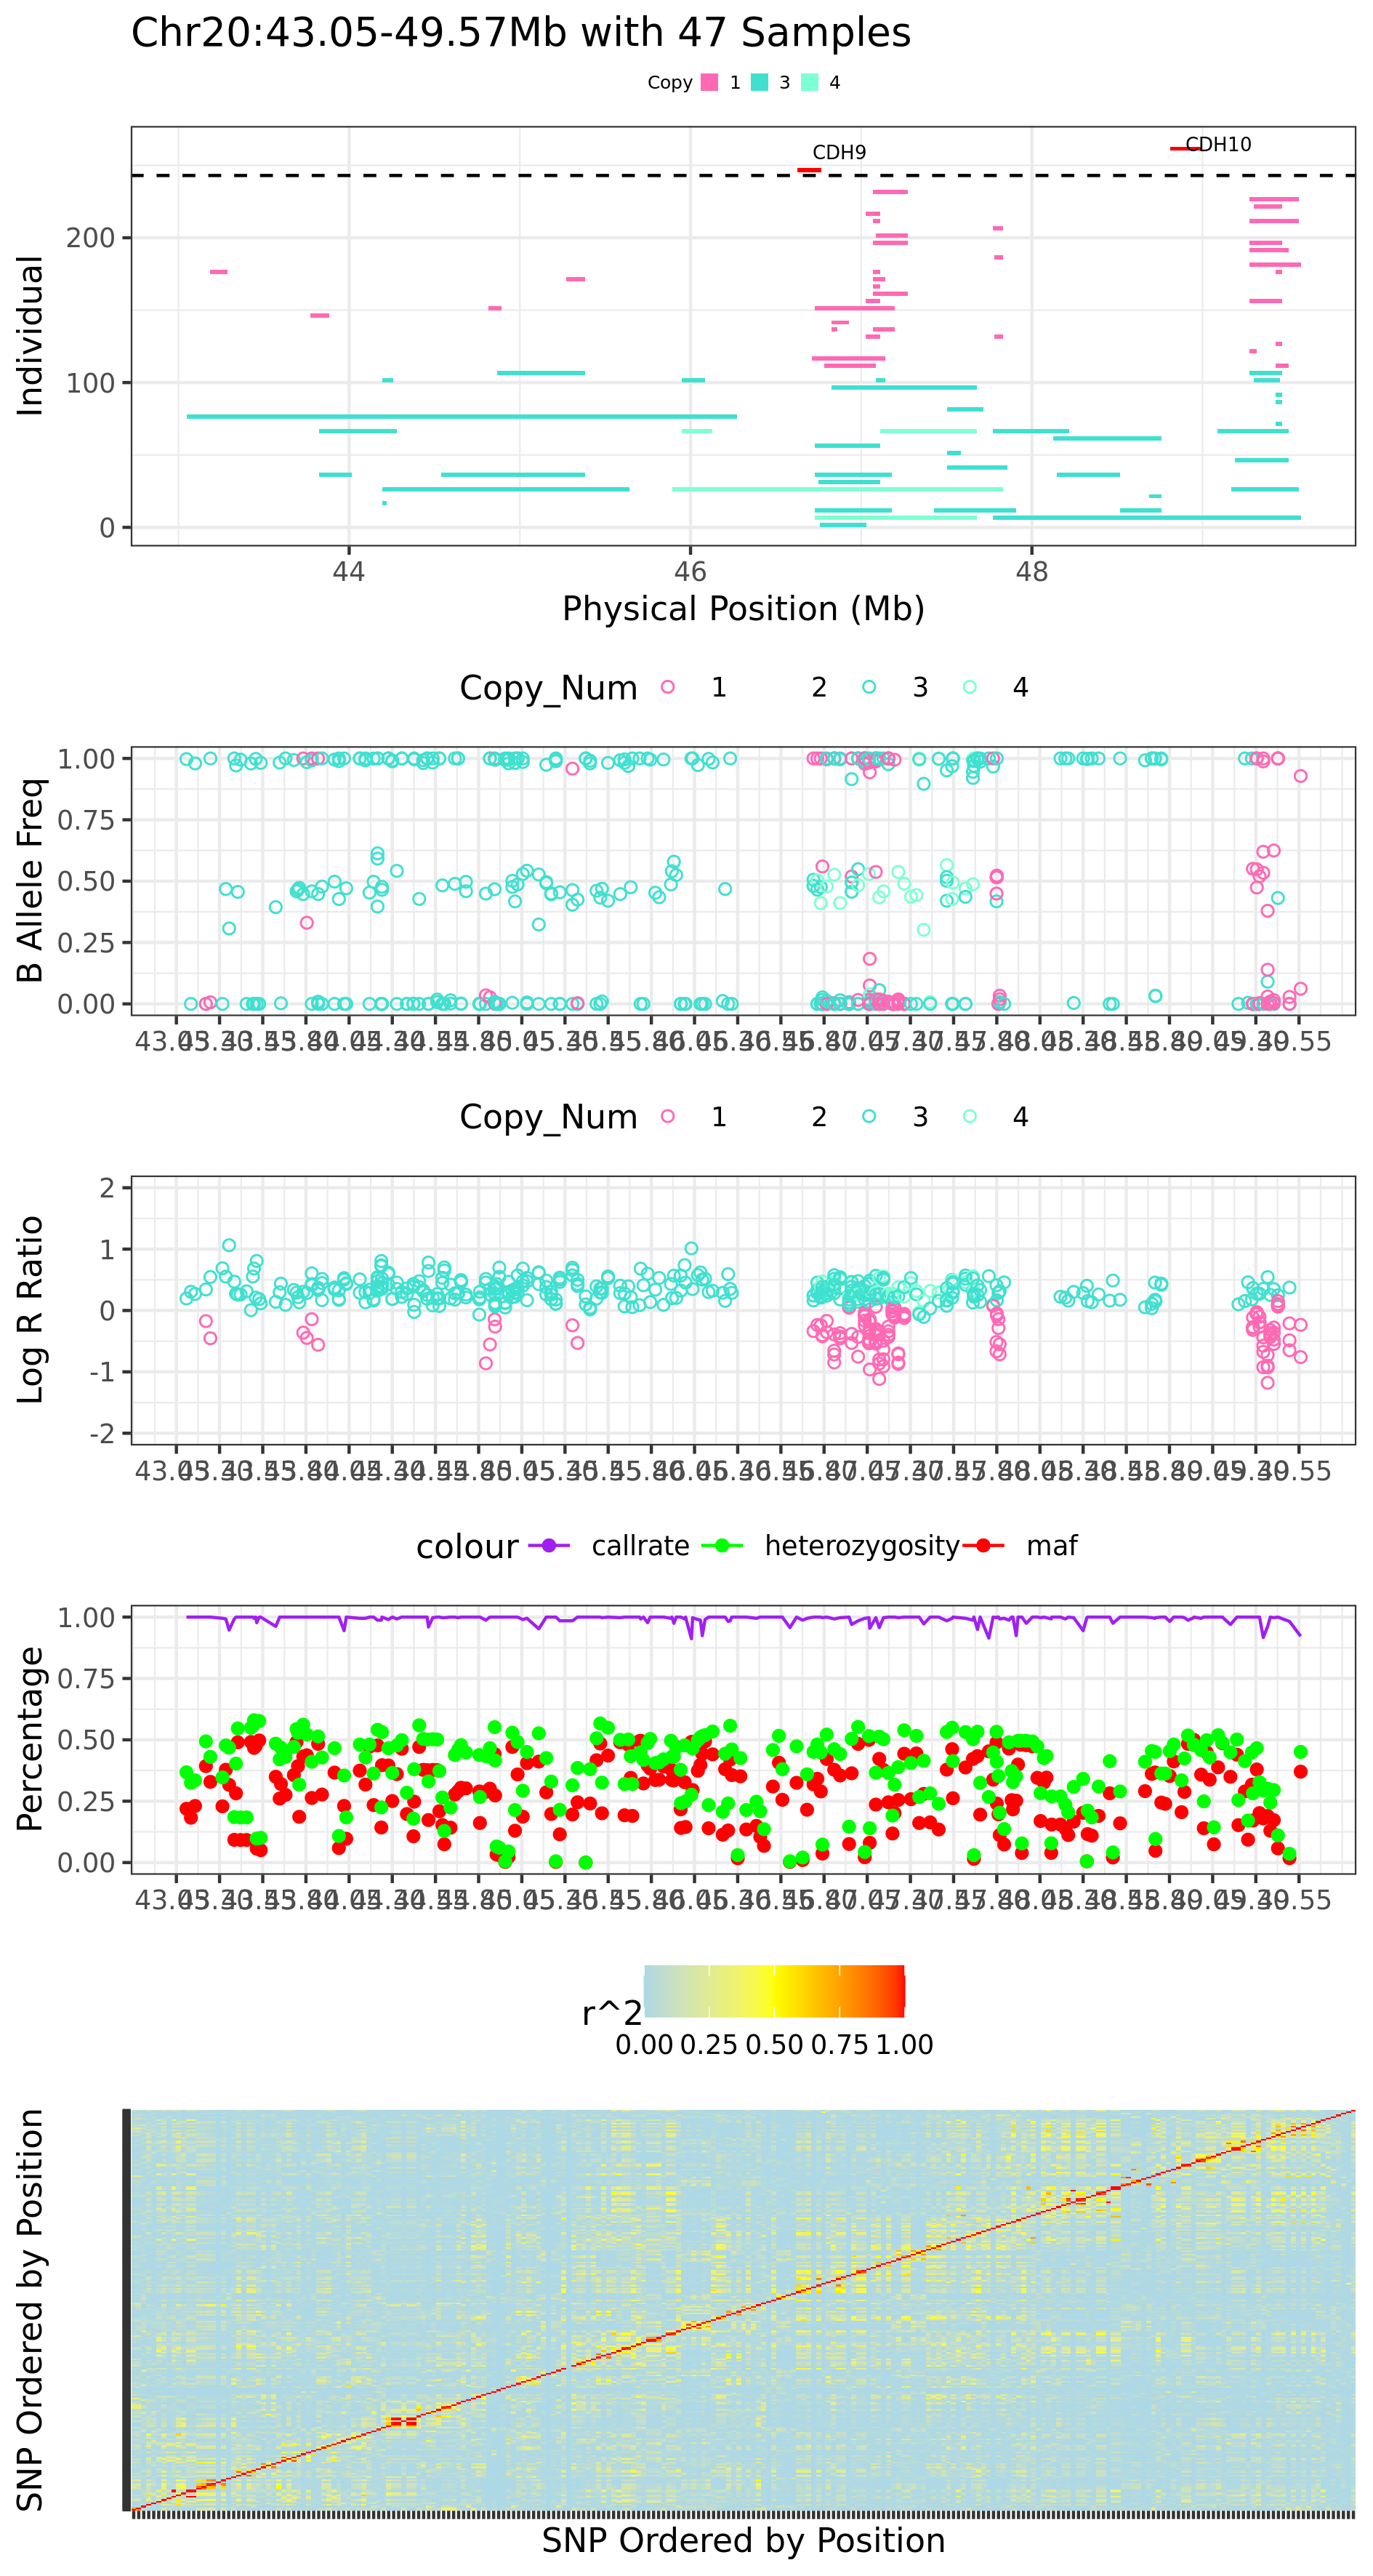 Chr20:43.05-49.57Mb with 47 Samples
Copy 1 3 4
CDH9
CDH10
200
100
0
Individual
44 46 48
Physical Position (Mb)
Copy_Num 1 2 3 4
1.00
0.75
0.50
0.25
0.00
B Allele Freq
Copy_Num 1 2 3 4
2
1
0
-1
-2
Log R Ratio
colour callrate heterozygosity maf
1.00
0.75
0.50
0.25
0.00
Percentage
r^2
0.00 0.25 0.50 0.75 1.00
SNP Ordered by Position
SNP Ordered by Position